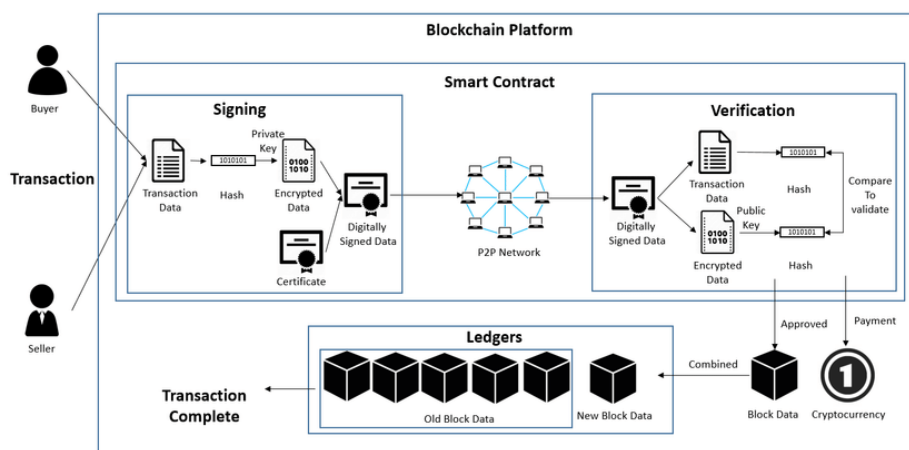 Blockchain Platform
Smart Contract
Buyer
Transaction
Seller
Signing
Private
Key
1010101
0100
1010
Transaction
Data
Hash
Encrypted
Data
Digitally
Signed Data
Certificate
P2P Network
Verification
Digitally
Signed Data
Transaction
Data
1010101
Hash
Compare
To
validate
Public
Key
0100
1010
1010101
Encrypted
Data
Hash
Approved
Payment
Ledgers
Combined
1
Transaction
Complete
Old Block Data
New Block Data
Block Data
Cryptocurrency